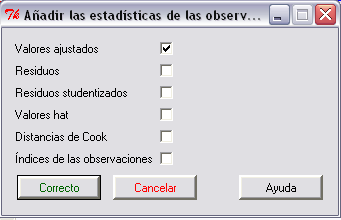 Añadir las estadísticas de las observ...
Valores ajustados
Residuos
Residuos studentizados
Valores hat
Distancias de Cook
Índices de las observaciones
Correcto Cancelar Ayuda